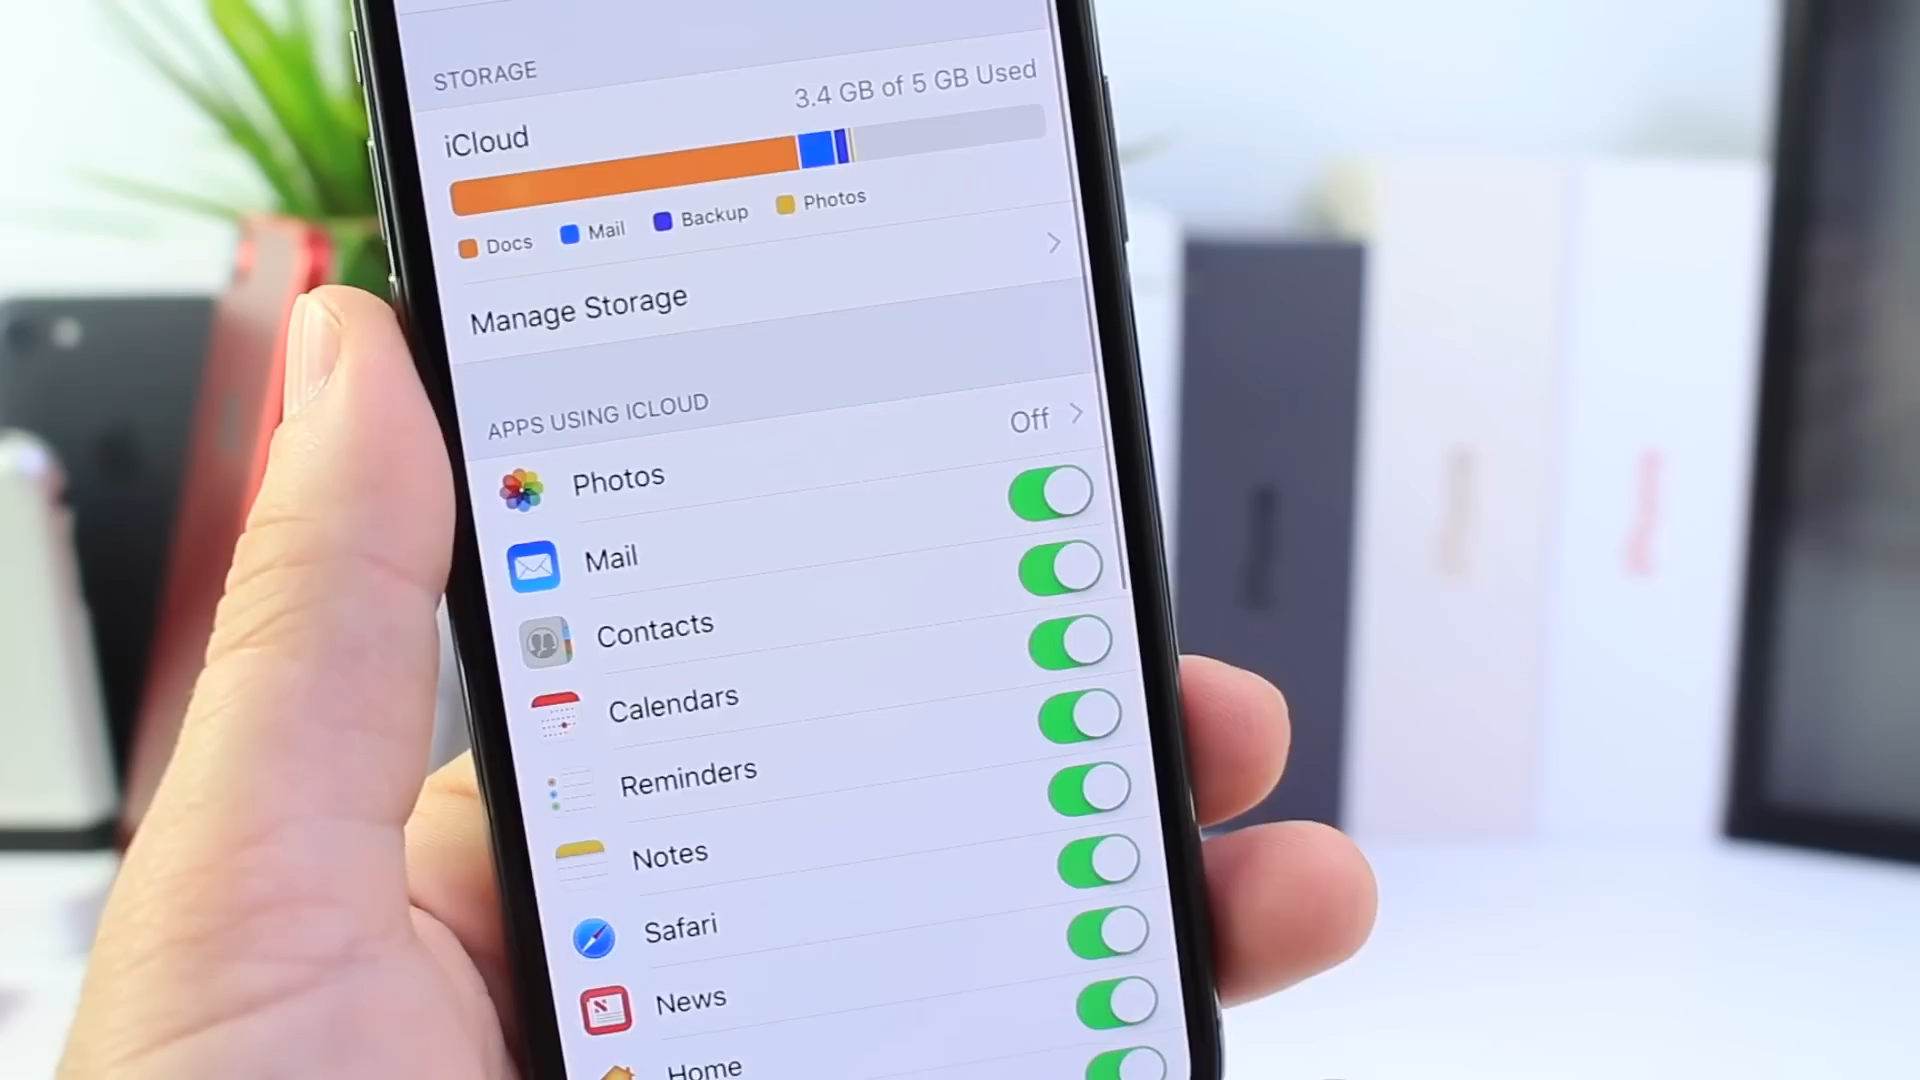 STORAGE
iCloud
3.4 GB of 5 GB Used
Docs
Mail
Backup
Photos
Manage Storage
APPS USING ICLOUD
Photos
Off
Mail
Contacts
Calendars
Reminders
Notes
Safari
News
Home